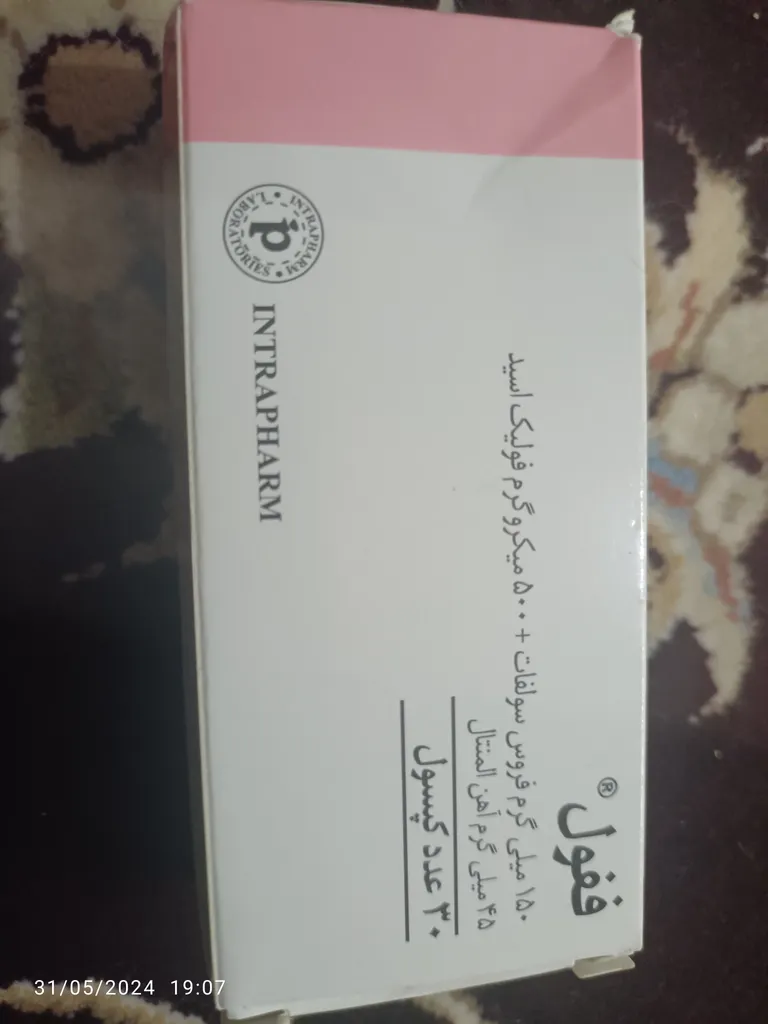 ففول®
۱۵۰ میلی گرم فروس سولفات + ۵۰۰ میکروگرم فولیک اسید
۴۵ میلی گرم آهن المنتال
۳۰ عدد کپسول
INTRAPHARM LABORATORIES
ip
INTRAPHARM
31/05/2024 19:07